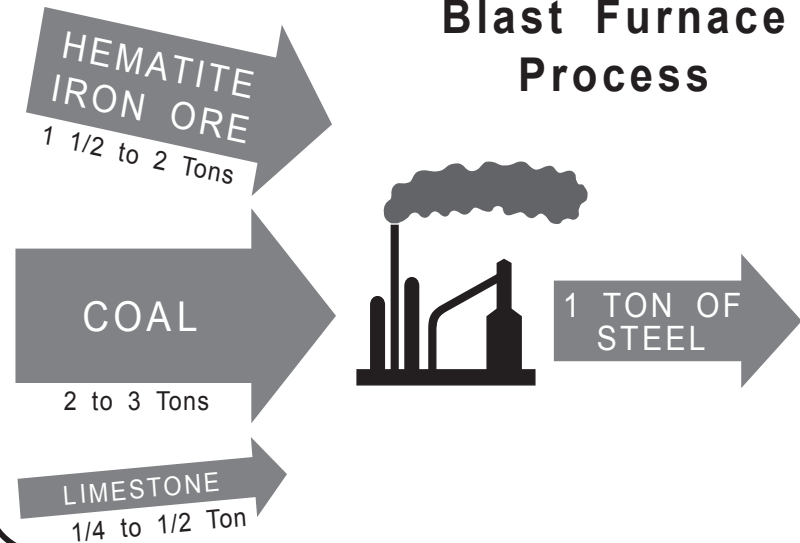 Blast Furnace
Process
HEMATITE
IRON ORE
1 1/2 to 2 Tons
COAL
2 to 3 Tons
1 TON OF
STEEL
LIMESTONE
1/4 to 1/2 Ton